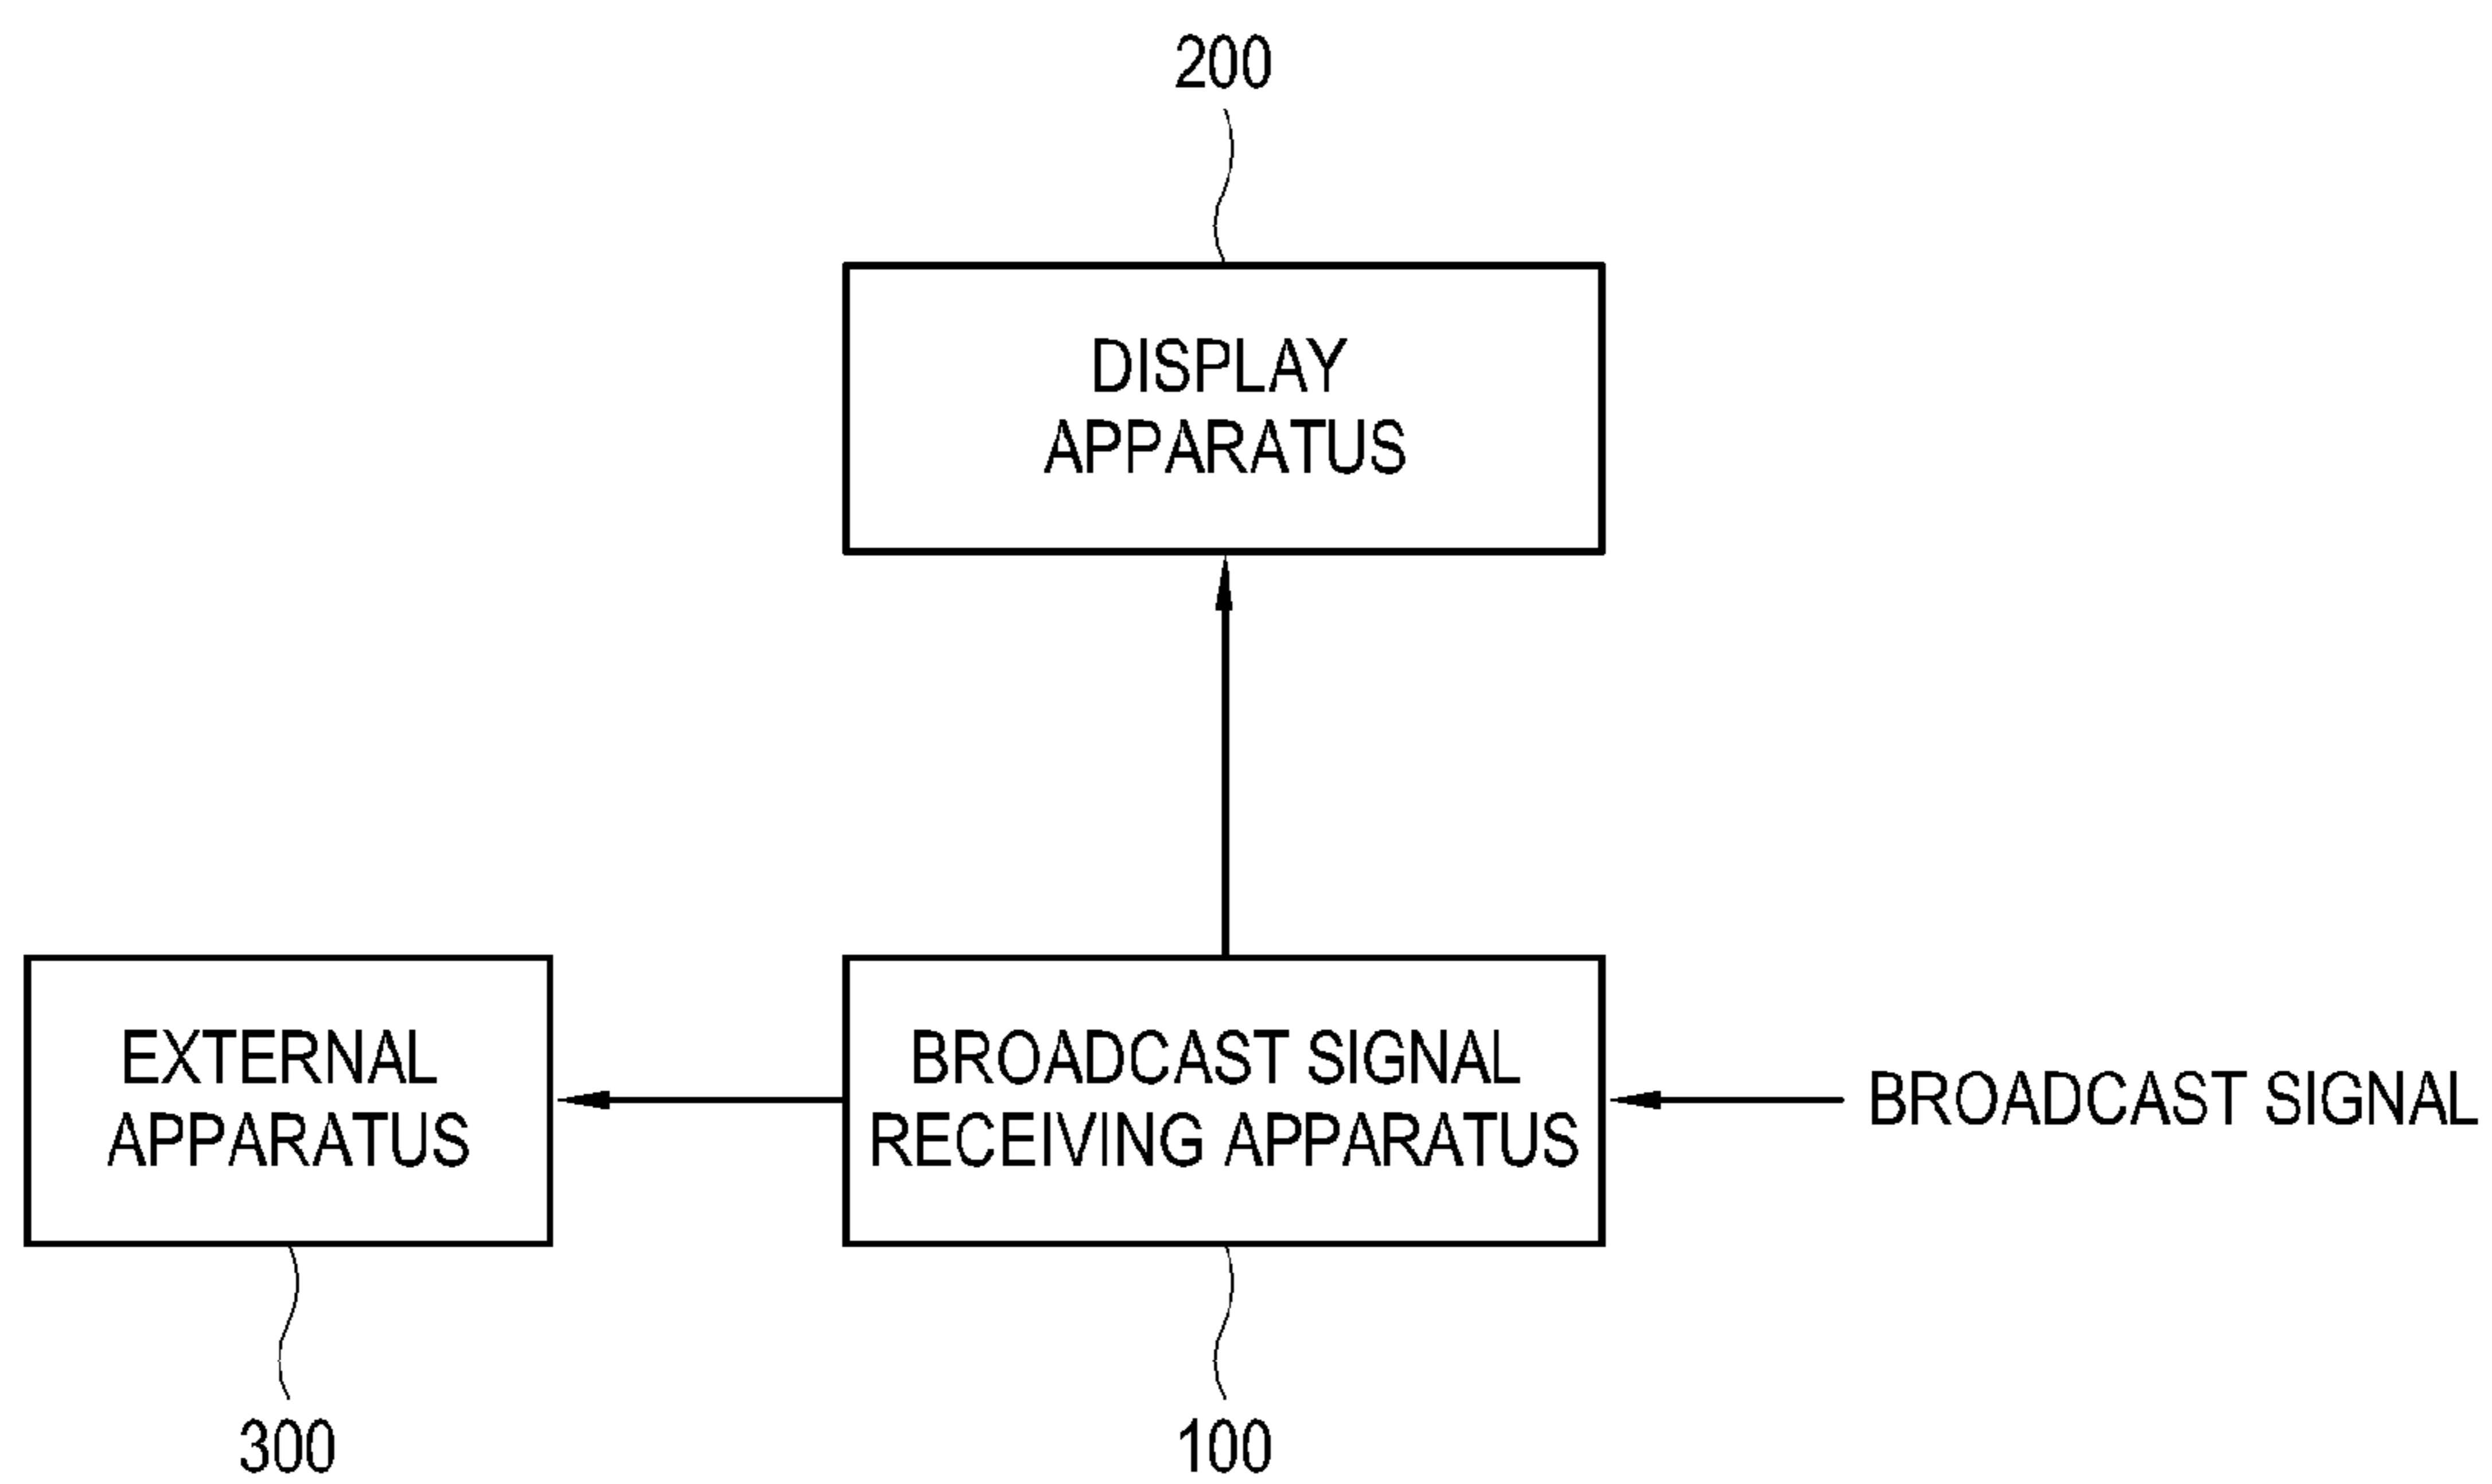 200
DISPLAY
APPARATUS
EXTERNAL
APPARATUS
BROADCAST SIGNAL
RECEIVING APPARATUS
BROADCAST SIGNAL
300
100